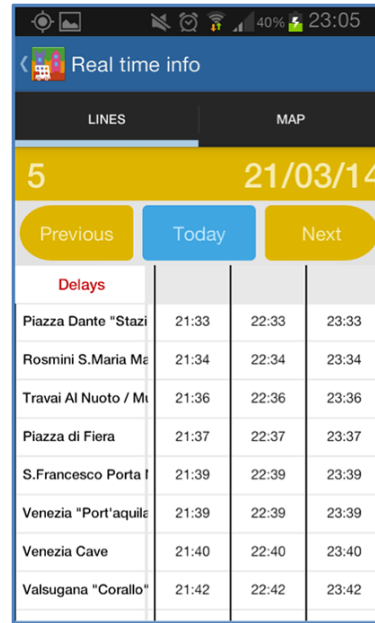 40% 23:05
Real time info
LINES MAP
5 21/03/14
Previous Today Next
Delays
Piazza Dante "Stazi 21:33 22:33 23:33
Rosmini S.Maria Ma 21:34 22:34 23:34
Travai Al Nuoto / Mu 21:36 22:36 23:36
Piazza di Fiera 21:37 22:37 23:37
S.Francesco Porta 21:39 22:39 23:39
Venezia "Port'aquila 21:39 22:39 23:39
Venezia Cave 21:40 22:40 23:40
Valsugana "Corallo" 21:42 22:42 23:42